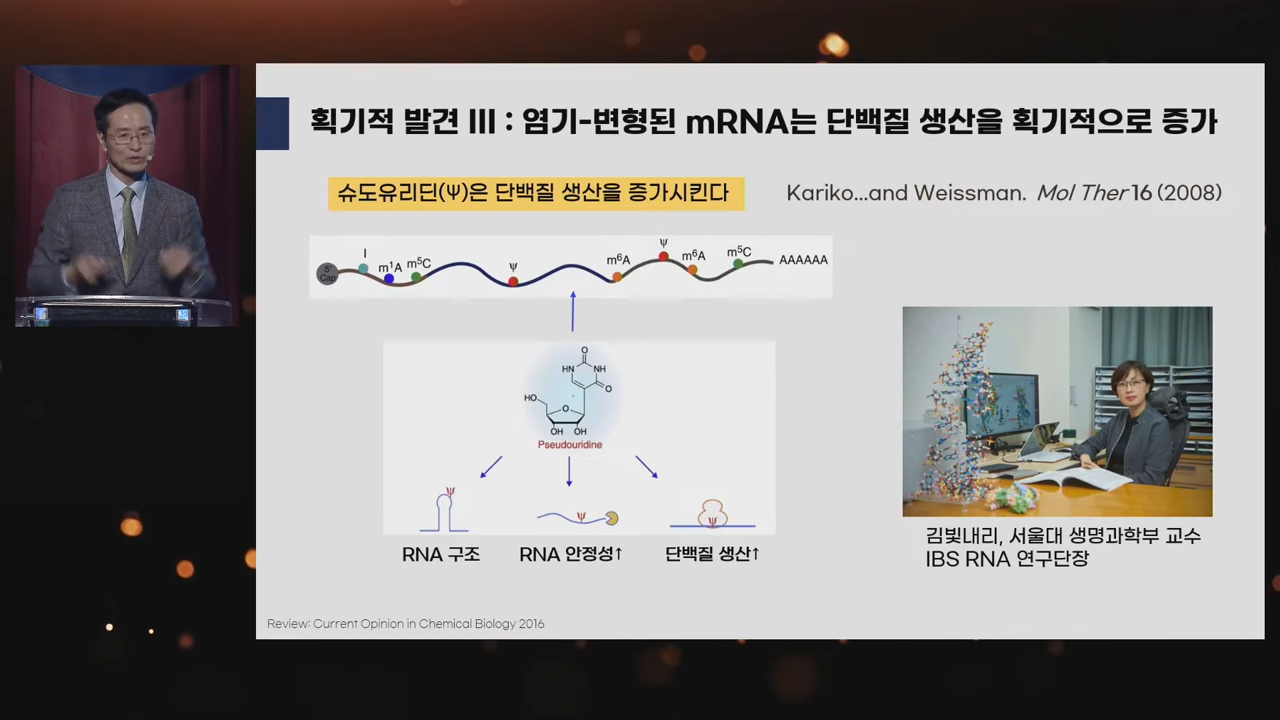 획기적 발견 III : 염기-변형된 mRNA는 단백질 생산을 획기적으로 증가
슈도유리딘(Ψ)은 단백질 생산을 증가시킨다
Kariko...and Weissman. Mol Ther 16 (2008)
5' Cap
I
m¹A
m⁵C
Ψ
m⁶A
Ψ
m⁶A
m⁵C
AAAAAA
O
HN
NH
O
HO
O
OH
OH
Pseudouridine
Ψ
Ψ
Ψ
RNA 구조
RNA 안정성↑
단백질 생산↑
김빛내리, 서울대 생명과학부 교수
IBS RNA 연구단장
Review: Current Opinion in Chemical Biology 2016